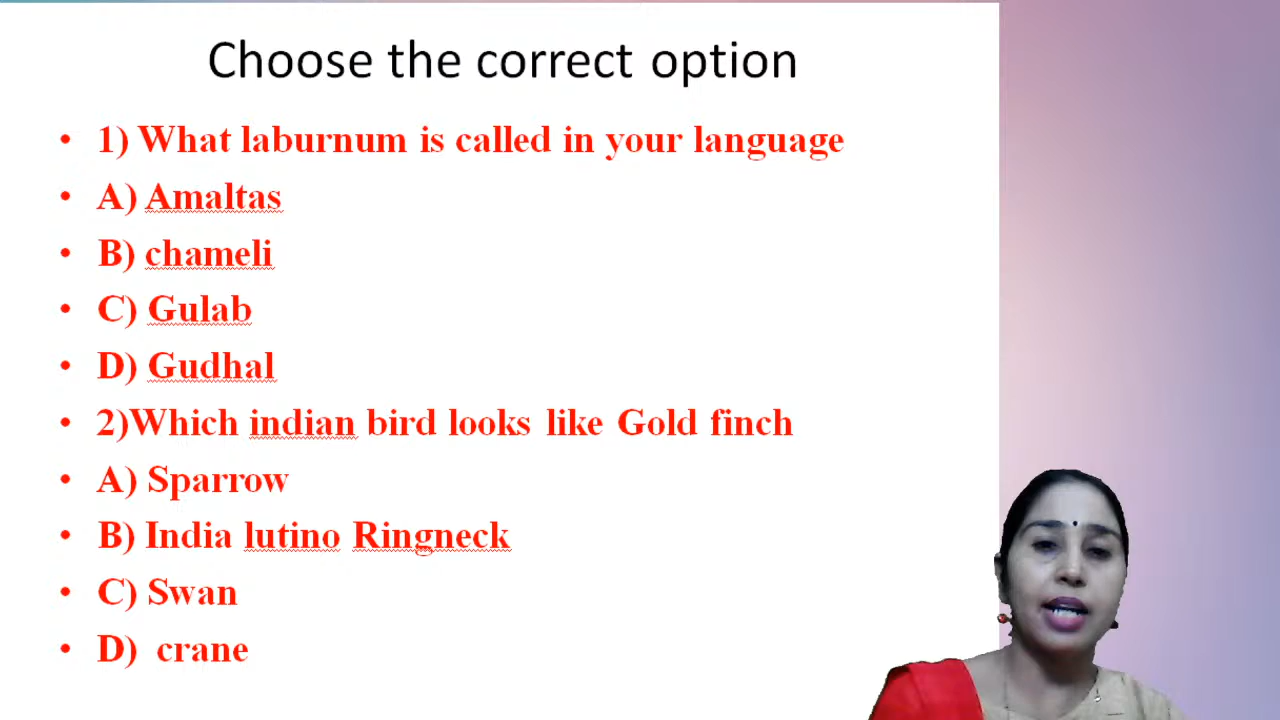 Choose the correct option
• 1) What laburnum is called in your language
• A) Amaltas
• B) chameli
• C) Gulab
• D) Gudhal
• 2)Which indian bird looks like Gold finch
• A) Sparrow
• B) India lutino Ringneck
• C) Swan
• D) crane